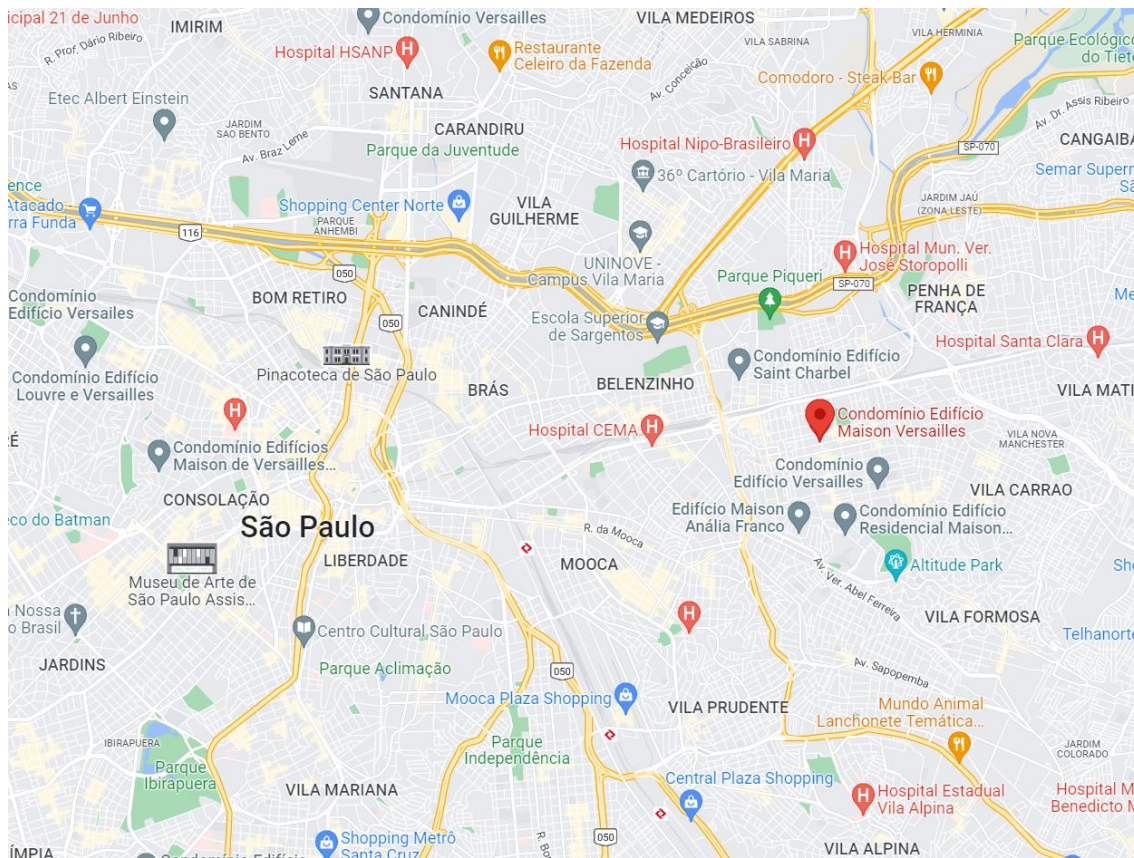 icipal 21 de Junho
IMIRIM
Condomínio Versailles
VILA MEDEIROS
R. Prof. Dário Ribeiro
Hospital HSANP
Restaurante
Celeiro da Fazenda
VILA SABRINA
VILA HERMINIA
Parque Ecológico
do Tiete
Av. Conceição
Comodoro - Steak Bar
Etec Albert Einstein
SANTANA
JARDIM
SAO BENTO
Av. Braz Leme
CARANDIRU
Parque da Juventude
Hospital Nipo-Brasileiro
Av. Dr. Assis Ribeiro
SP-070
CANGAIBA
36º Cartório - Vila Maria
Semar Superm
ence
Atacado
rra Funda
Shopping Center Norte
VILA
GUILHERME
JARDIM JAÚ
(ZONA LESTE)
PARQUE
ANHEMBI
116
050
UNINOVE -
Campus Vila Maria
Hospital Mun. Ver.
José Storopolli
Parque Piqueri
SP-070
PENHA DE
FRANÇA
Condomínio
Edifício Versailes
BOM RETIRO
CANINDÉ
050
Escola Superior
de Sargentos
Hospital Santa Clara
Condomínio Edifício
Louvre e Versailles
Pinacoteca de São Paulo
BRÁS
BELENZINHO
Condomínio Edifício
Saint Charbel
VILA MATI
Hospital CEMA
Condomínio Edifício
Maison Versailles
VILA NOVA
MANCHESTER
RÉ
Condomínio Edifícios
Maison de Versailles...
Condomínio
Edifício Versailles
CONSOLAÇÃO
VILA CARRAO
eco do Batman
São Paulo
Edifício Maison
Anália Franco
Condomínio Edifício
Residencial Maison...
R. da Mooca
LIBERDADE
MOOCA
Museu de Arte de
São Paulo Assis...
Altitude Park
Av. Ver. Abel Ferreira
a Nossa
o Brasil
Centro Cultural São Paulo
VILA FORMOSA
Telhanorte
JARDINS
Parque Aclimação
050
Av. Sapopemba
Mooca Plaza Shopping
VILA PRUDENTE
Mundo Animal
Lanchonete Temática...
IBIRAPUERA
Parque
Independência
JARDIM
COLORADO
Parque
Ibirapuera
VILA MARIANA
Central Plaza Shopping
Hospital Estadual
Vila Alpina
Hospital M
Benedicto M
Shopping Metrô
Santa Cruz
050
VILA ALPINA
ÍMPIA